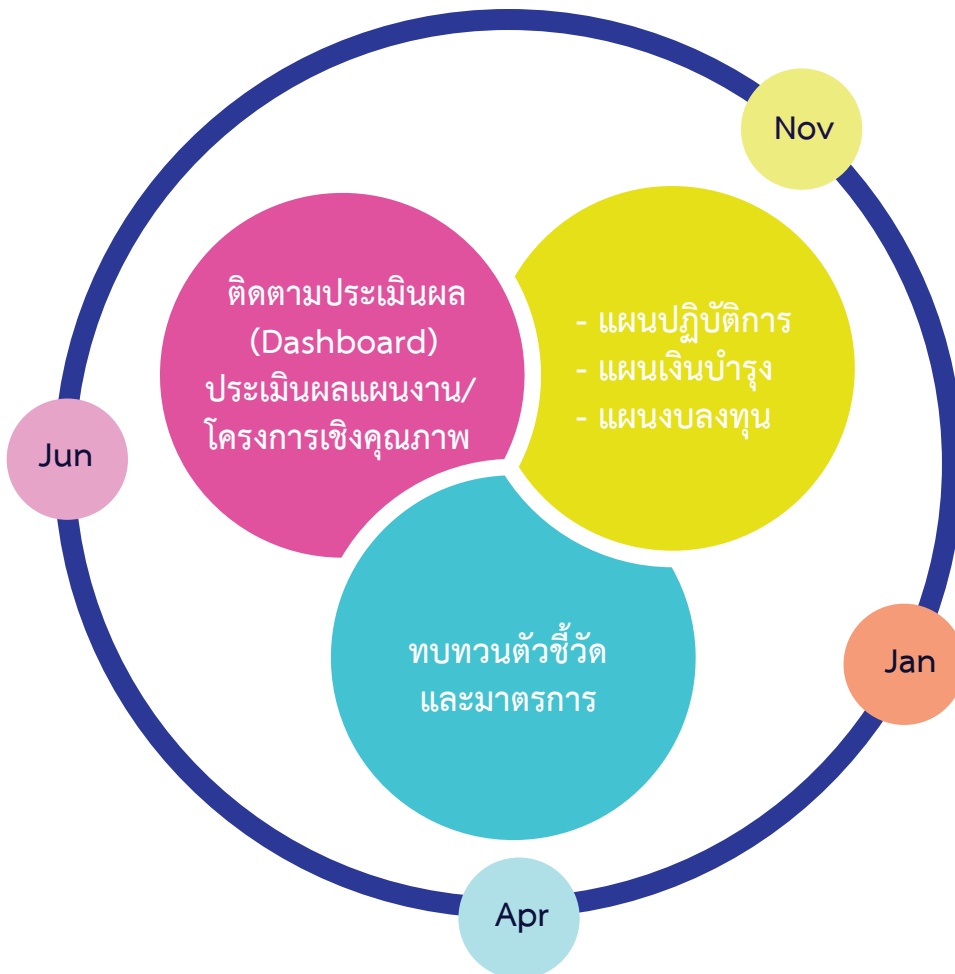 Nov
ติดตามประเมินผล
(Dashboard)
ประเมินผลแผนงาน/
โครงการเชิงคุณภาพ
- แผนปฏิบัติการ
- แผนเงินบำรุง
- แผนงบลงทุน
Jun
ทบทวนตัวชี้วัด
และมาตรการ
Jan
Apr